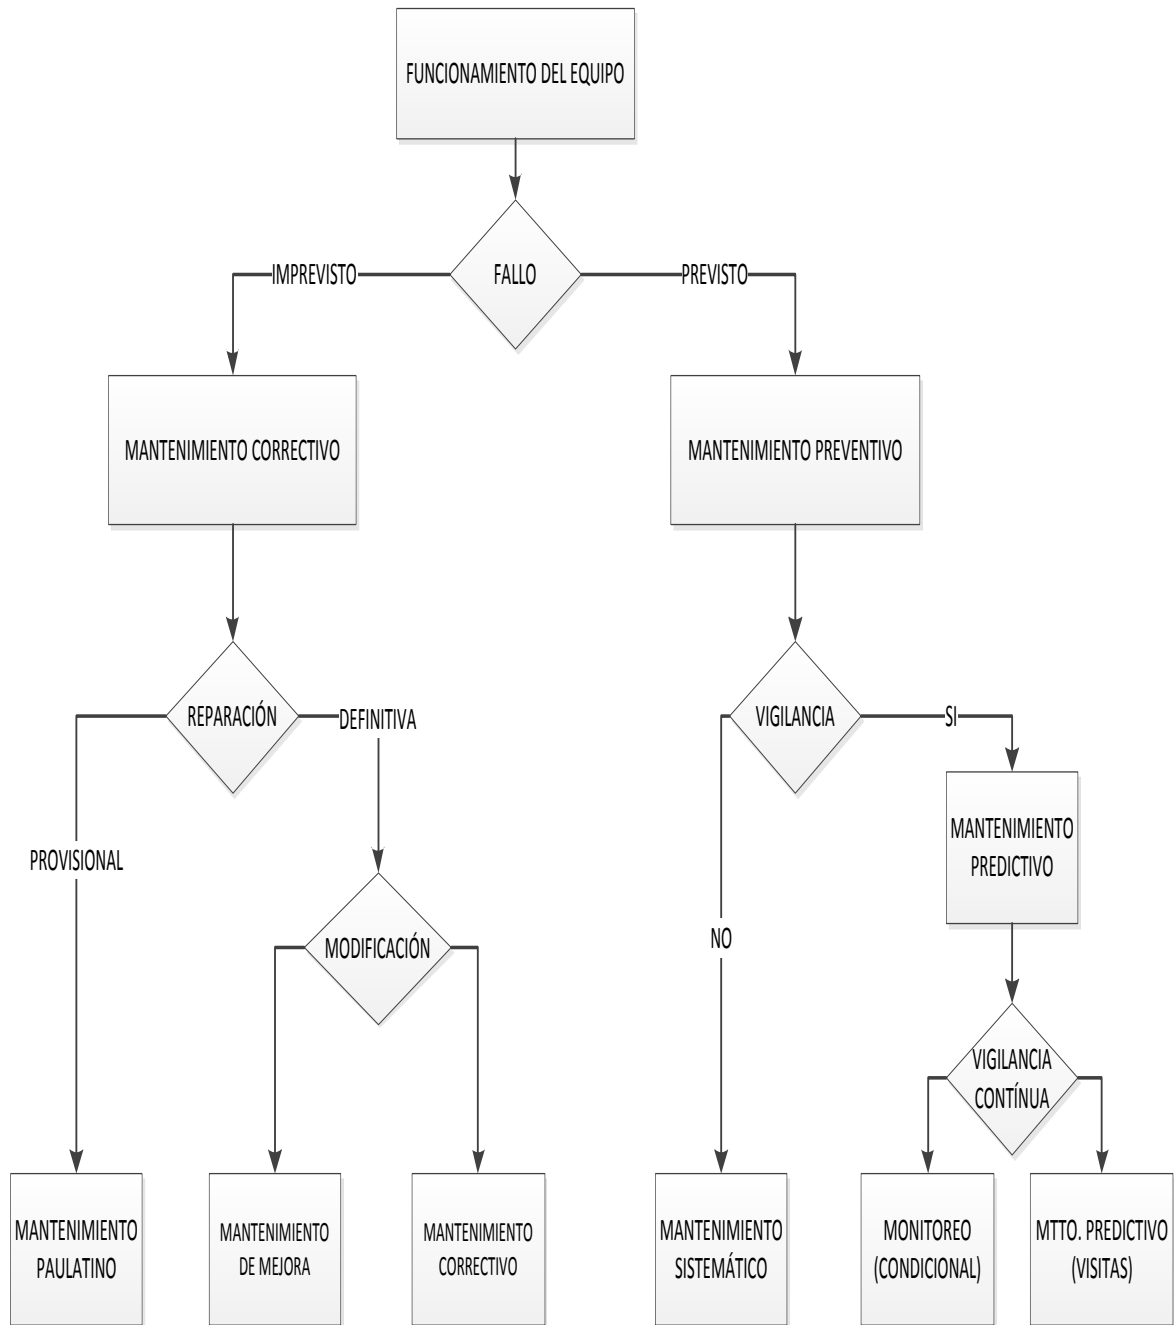 FUNCIONAMIENTO DEL EQUIPO
FALLO
IMPREVISTO
PREVISTO
MANTENIMIENTO CORRECTIVO
MANTENIMIENTO PREVENTIVO
REPARACIÓN
DEFINITIVA
VIGILANCIA
SI
PROVISIONAL
MANTENIMIENTO
PREDICTIVO
MODIFICACIÓN
NO
VIGILANCIA
CONTÍNUA
MANTENIMIENTO
PAULATINO
MANTENIMIENTO
DE MEJORA
MANTENIMIENTO
CORRECTIVO
MANTENIMIENTO
SISTEMÁTICO
MONITOREO
(CONDICIONAL)
MTTO. PREDICTIVO
(VISITAS)